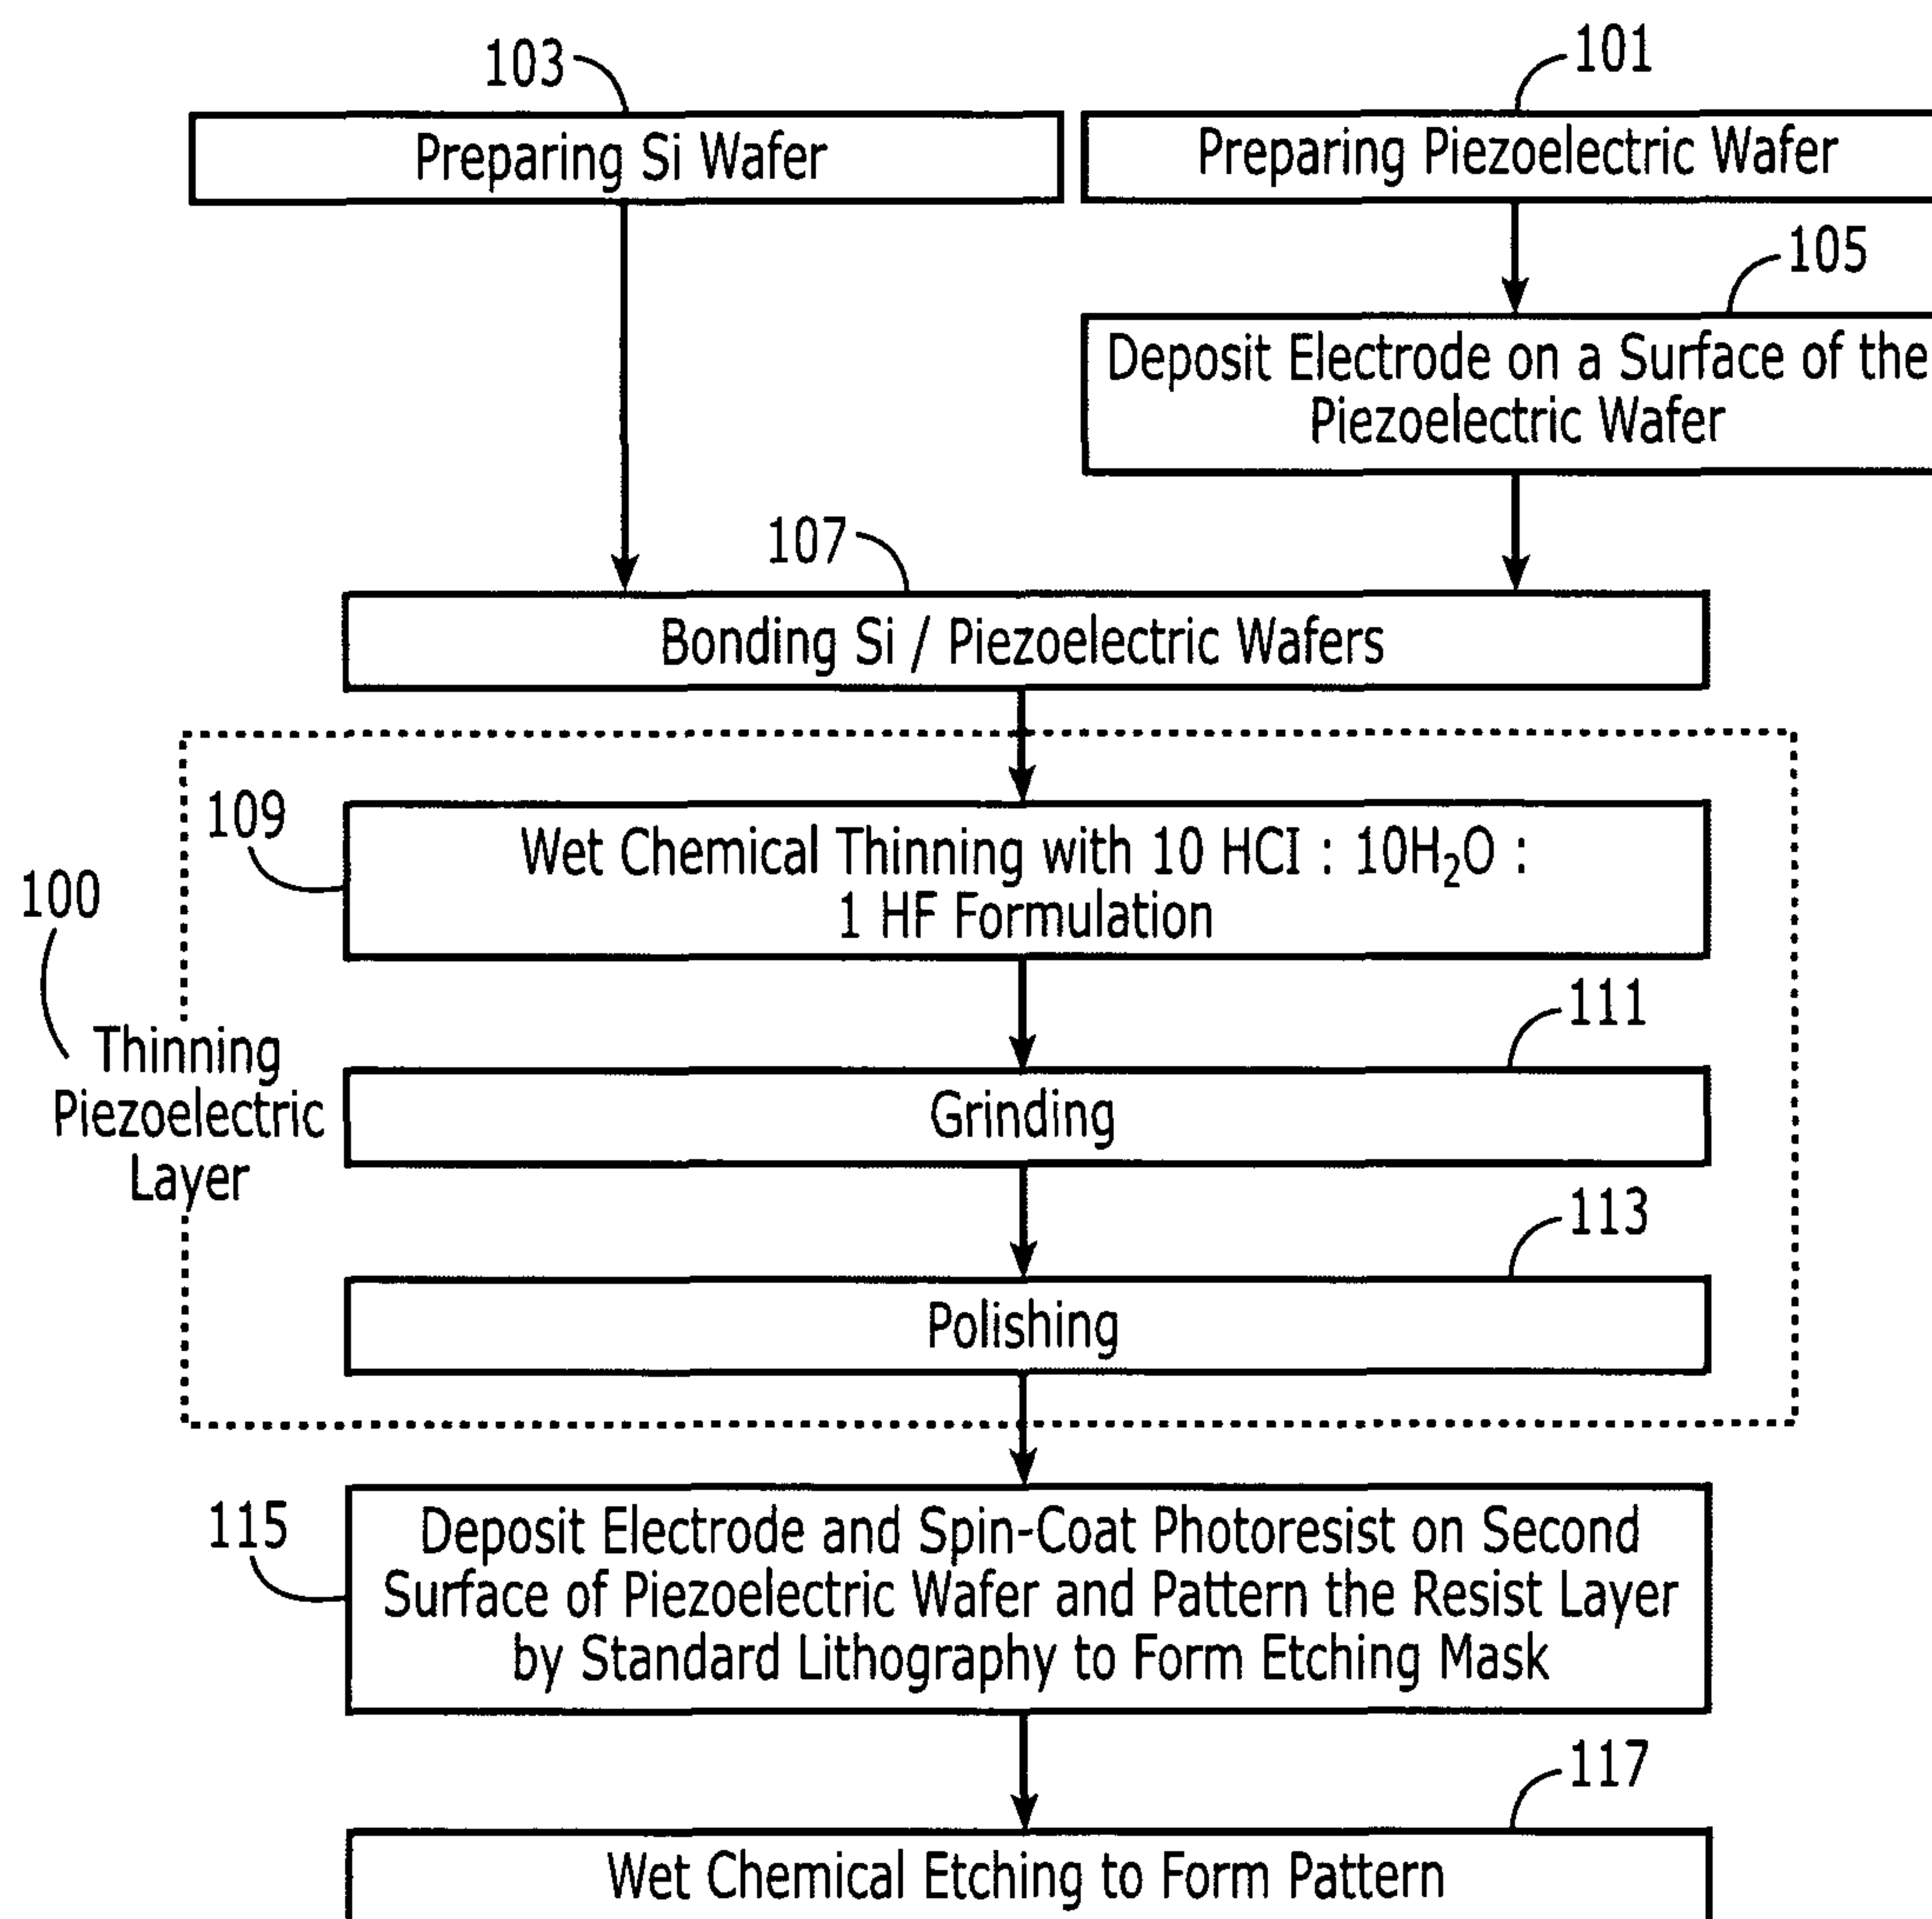 103
101
Preparing Si Wafer
Preparing Piezoelectric Wafer
105
Deposit Electrode on a Surface of the
Piezoelectric Wafer
107
Bonding Si / Piezoelectric Wafers
109
Wet Chemical Thinning with 10 HCl : 10H₂O :
1 HF Formulation
100
111
Thinning
Piezoelectric
Layer
Grinding
113
Polishing
115
Deposit Electrode and Spin-Coat Photoresist on Second
Surface of Piezoelectric Wafer and Pattern the Resist Layer
by Standard Lithography to Form Etching Mask
117
Wet Chemical Etching to Form Pattern